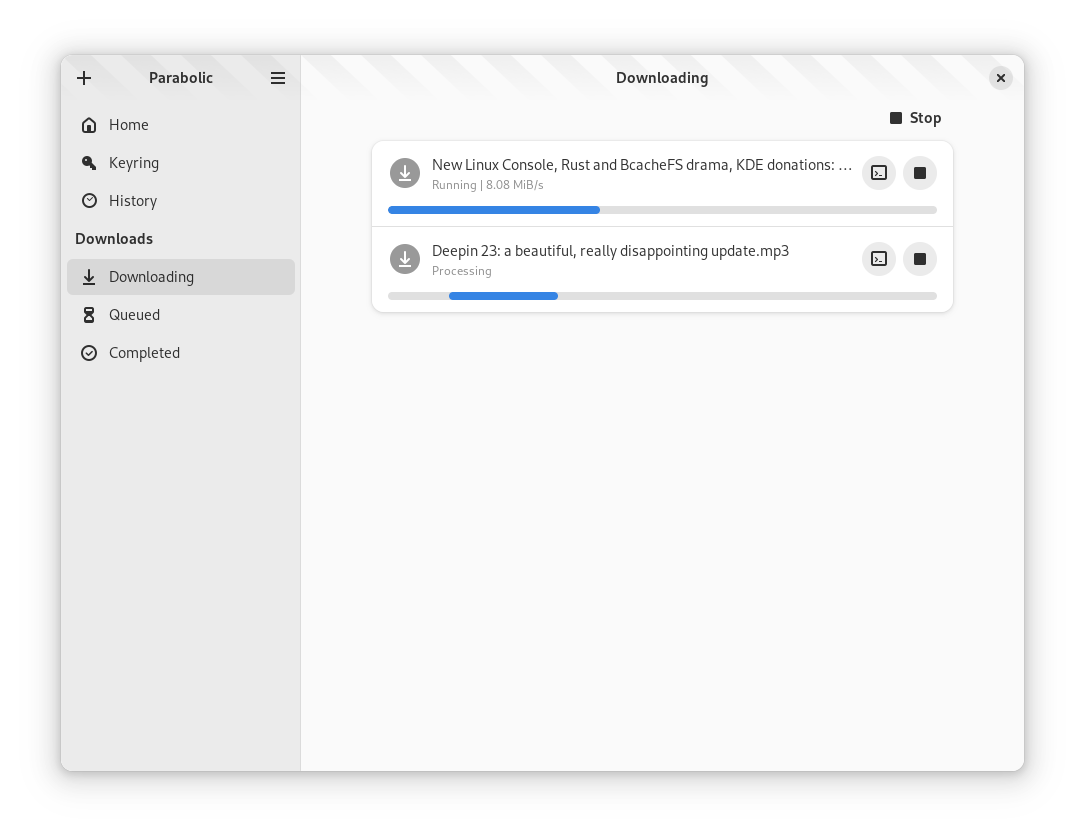 Parabolic
Downloading
Home
Keyring
History
Downloads
Downloading
Queued
Completed
Stop
New Linux Console, Rust and BcacheFS drama, KDE donations: …
Running | 8.08 MiB/s
Deepin 23: a beautiful, really disappointing update.mp3
Processing